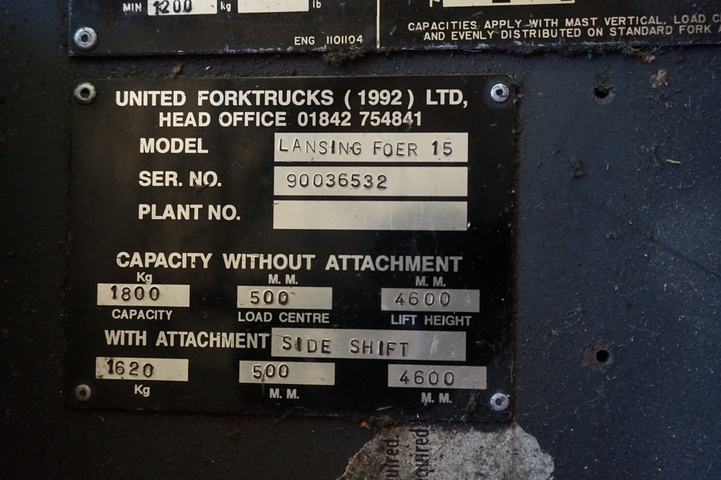 MIN 1200 kg lb
ENG 1101104
CAPACITIES APPLY WITH MAST VERTICAL, LOAD C
AND EVENLY DISTRIBUTED ON STANDARD FORK A
UNITED FORKTRUCKS (1992) LTD,
HEAD OFFICE 01842 754841
MODEL LANSING FOER 15
SER. NO. 90036532
PLANT NO.
CAPACITY WITHOUT ATTACHMENT
Kg M.M. M.M.
1800 500 4600
CAPACITY LOAD CENTRE LIFT HEIGHT
WITH ATTACHMENT SIDE SHIFT
1620 500 4600
Kg M.M. M.M.
uired.
quired